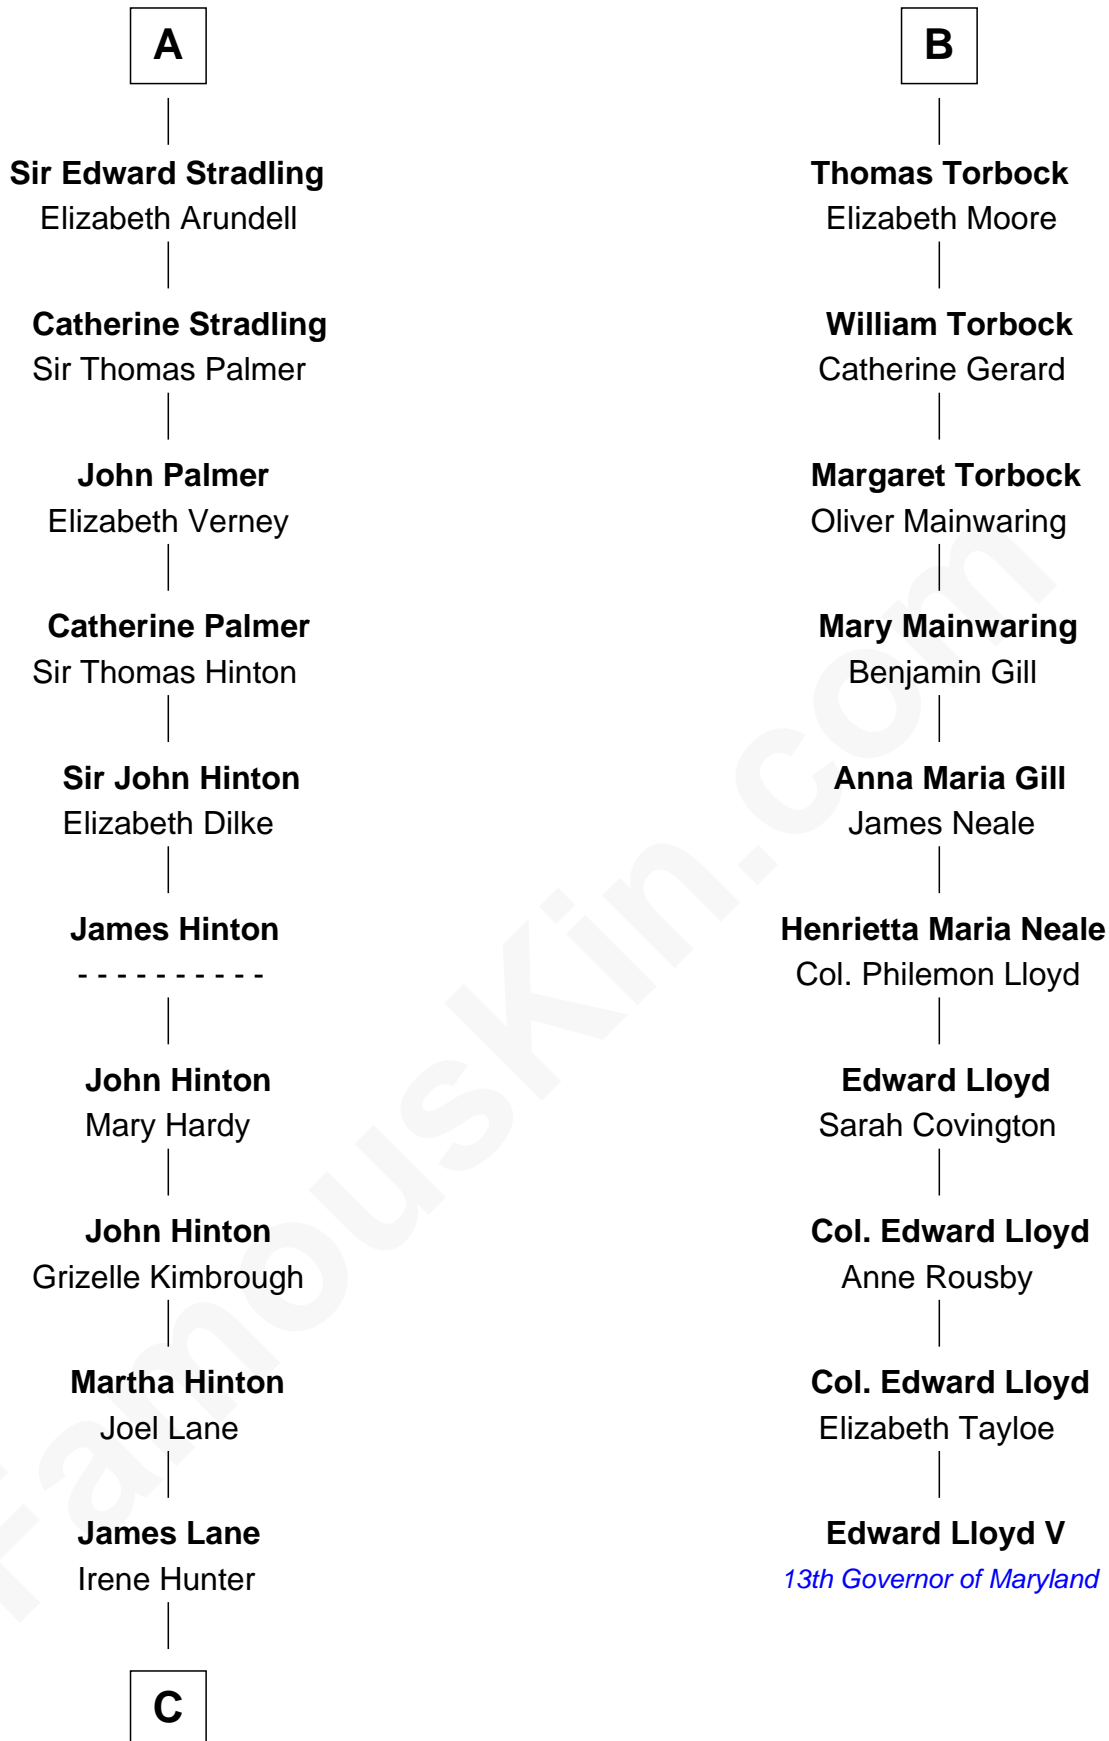 A
Sir Edward Stradling
Elizabeth Arundell
Catherine Stradling
Sir Thomas Palmer
John Palmer
Elizabeth Verney
Catherine Palmer
Sir Thomas Hinton
Sir John Hinton
Elizabeth Dilke
James Hinton
- - - - - - - - - -
John Hinton
Mary Hardy
John Hinton
Grizelle Kimbrough
Martha Hinton
Joel Lane
James Lane
Irene Hunter
C
B
Thomas Torbock
Elizabeth Moore
William Torbock
Catherine Gerard
Margaret Torbock
Oliver Mainwaring
Mary Mainwaring
Benjamin Gill
Anna Maria Gill
James Neale
Henrietta Maria Neale
Col. Philemon Lloyd
Edward Lloyd
Sarah Covington
Col. Edward Lloyd
Anne Rousby
Col. Edward Lloyd
Elizabeth Tayloe
Edward Lloyd V
13th Governor of Maryland
FamousKin.com